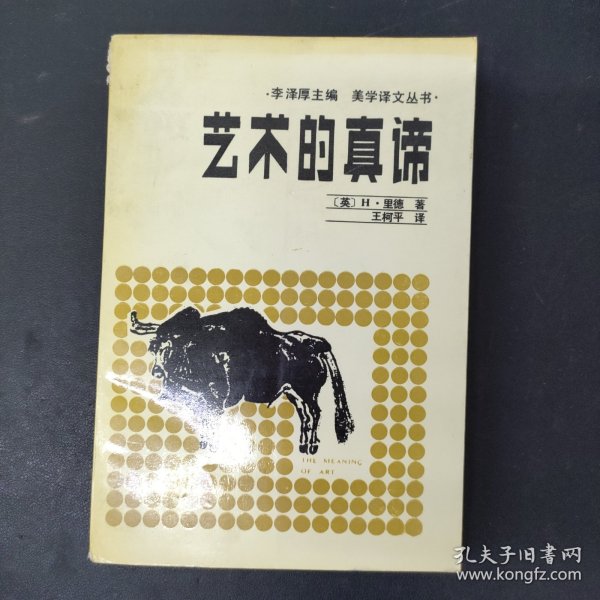 ·李泽厚主编 美学译文丛书·
艺术的真谛
〔英〕H·里德 著
王柯平 译
THE MEANING
OF ART
孔夫子旧書网
www.kongfz.com